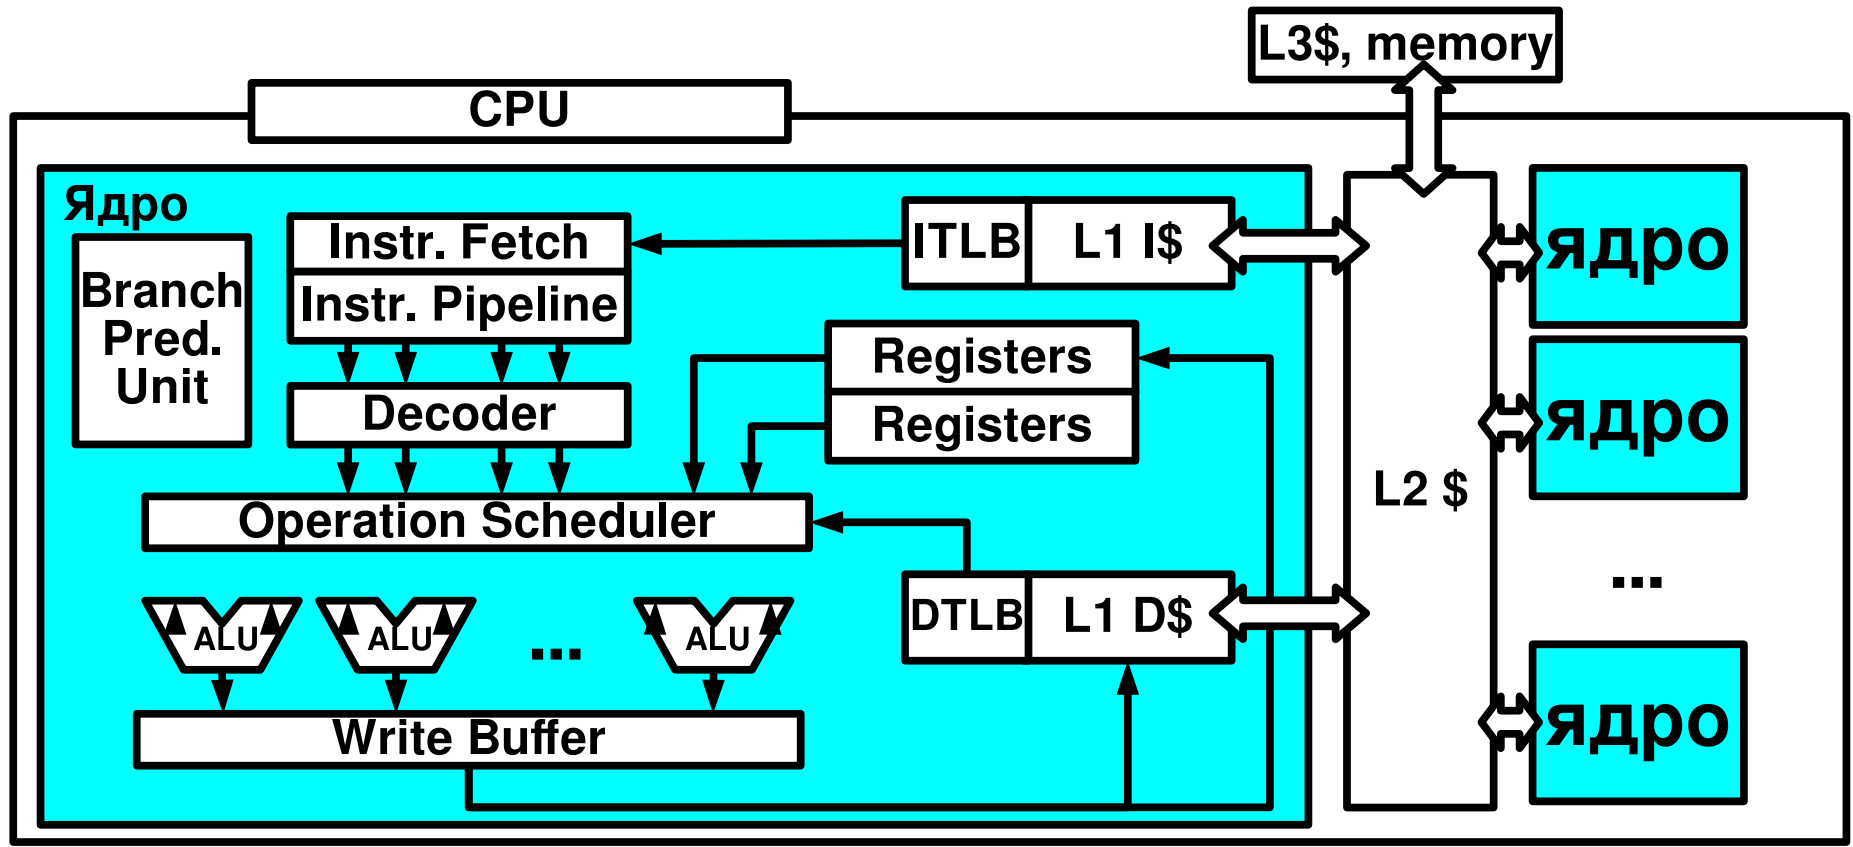 L3$, memory
CPU
Ядро
Branch
Pred.
Unit
Instr. Fetch
Instr. Pipeline
Decoder
Operation Scheduler
ITLB
L1 I$
Registers
Registers
DTLB
L1 D$
ALU
ALU
...
ALU
Write Buffer
L2 $
ядро
ядро
...
ядро